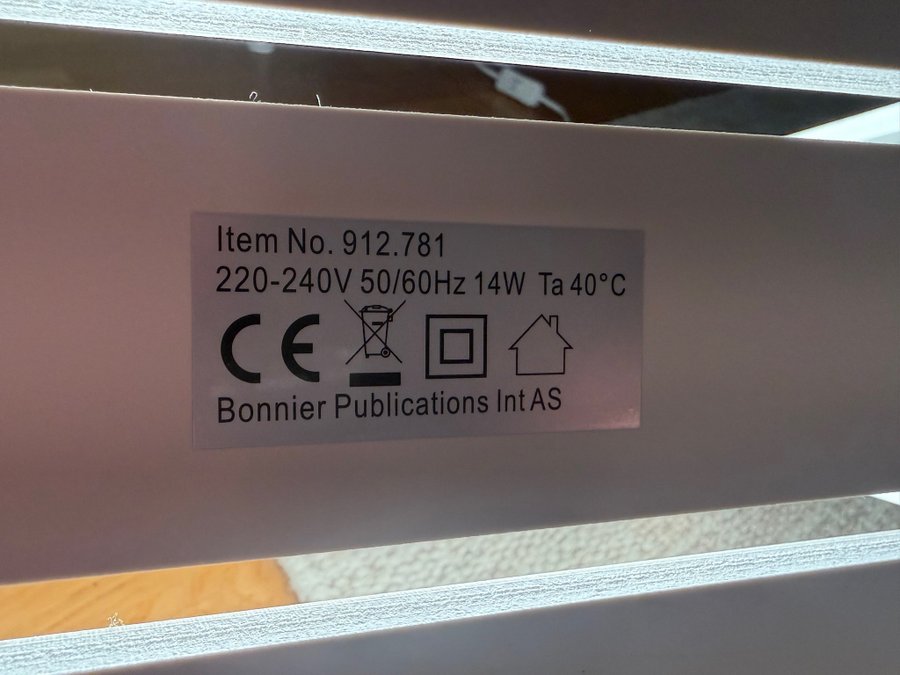 Item No. 912.781
220-240V 50/60Hz 14W Ta 40°C
CE
Bonnier Publications Int AS